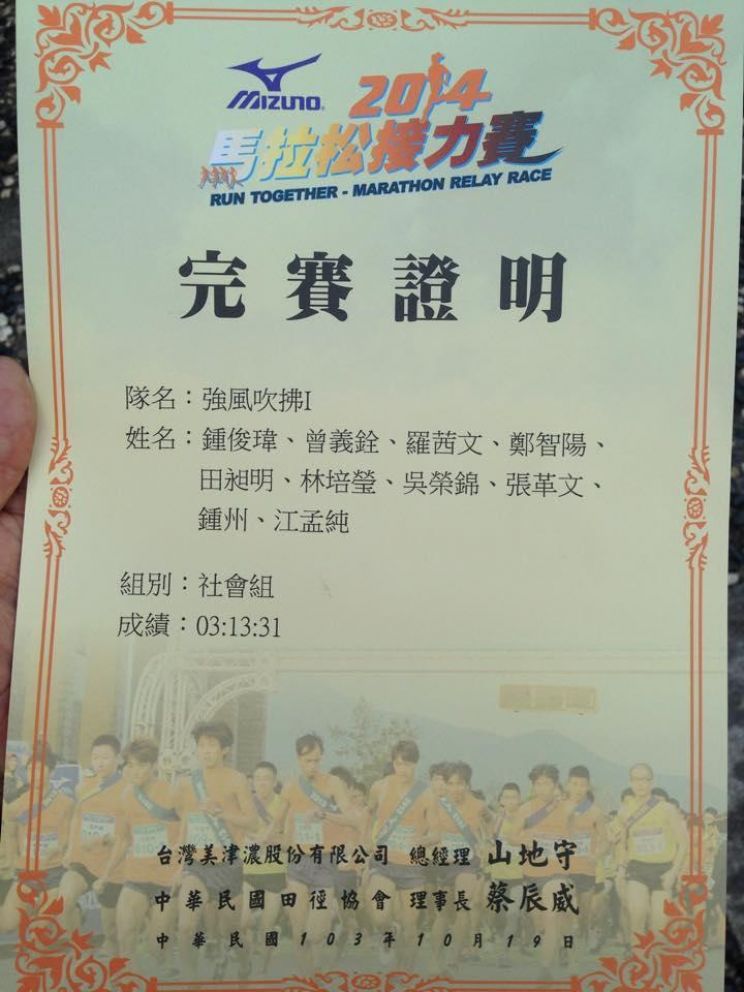 MIZUNO
2014
馬拉松接力賽
RUN TOGETHER - MARATHON RELAY RACE
完賽證明
隊名：強風吹拂I
姓名：鍾俊瑋、曾義銓、羅茜文、鄭智陽、
田昶明、林培瑩、吳榮錦、張革文、
鍾州、江孟純
組別：社會組
成績：03:13:31
台灣美津濃股份有限公司 總經理 山地守
中華民國田徑協會 理事長 蔡辰威
中華民國103年10月19日